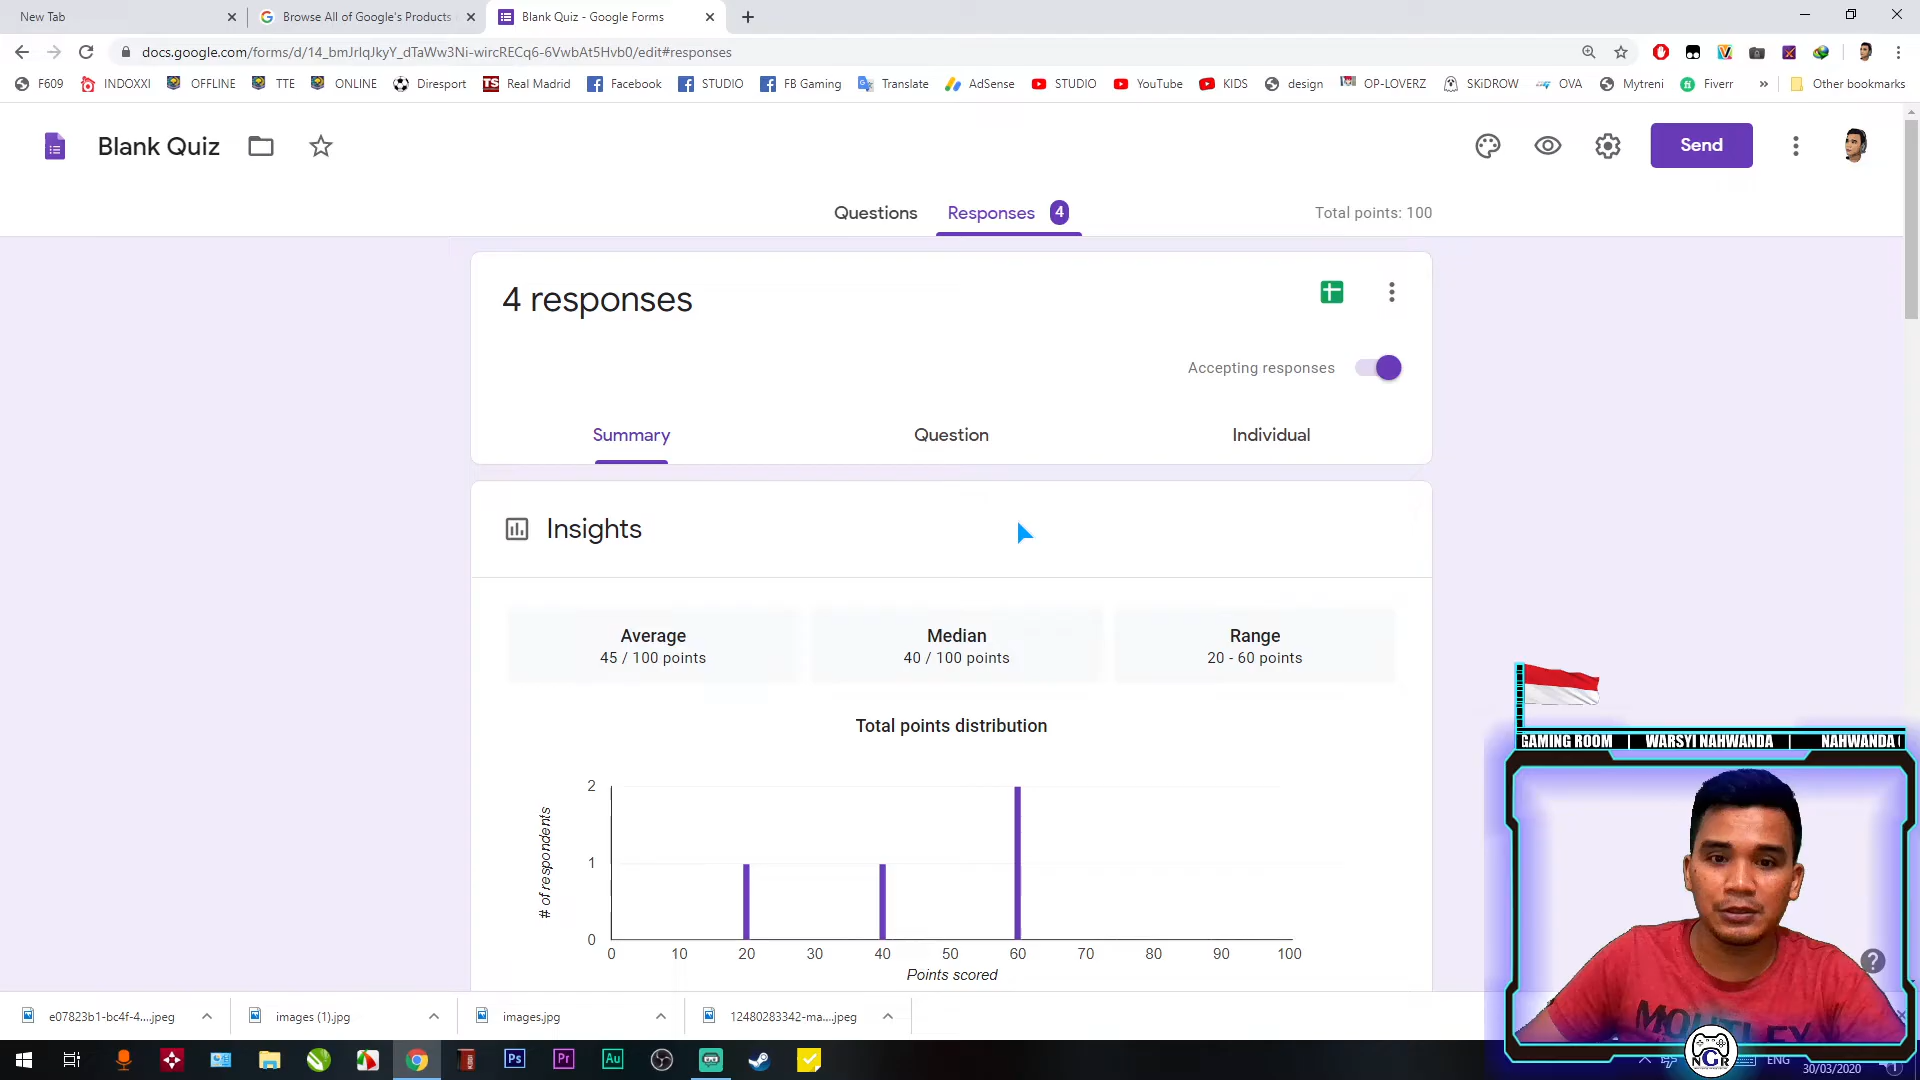 New Tab
Browse All of Google's Products
Blank Quiz - Google Forms
docs.google.com/forms/d/14_bmJrIqJkyY_dTaWw3Ni-wircRECq6-6VwbAt5Hvb0/edit#responses
F609 INDOXXI OFFLINE TTE ONLINE Diresport Real Madrid Facebook STUDIO FB Gaming Translate AdSense STUDIO YouTube KIDS design OP-LOVERZ SKiDROW OVA Mytreni Fiverr » Other bookmarks
Blank Quiz
Send
Questions Responses 4 Total points: 100
4 responses
Accepting responses
Summary Question Individual
Insights
Average Median Range
45 / 100 points 40 / 100 points 20 - 60 points
Total points distribution
# of respondents
2
1
0
0 10 20 30 40 50 60 70 80 90 100
Points scored
GAMING ROOM | WARSYI NAHWANDA | NAHWANDA
e07823b1-bc4f-4....jpeg images (1).jpg images.jpg 12480283342-ma....jpeg
NGR
ENG
30/03/2020